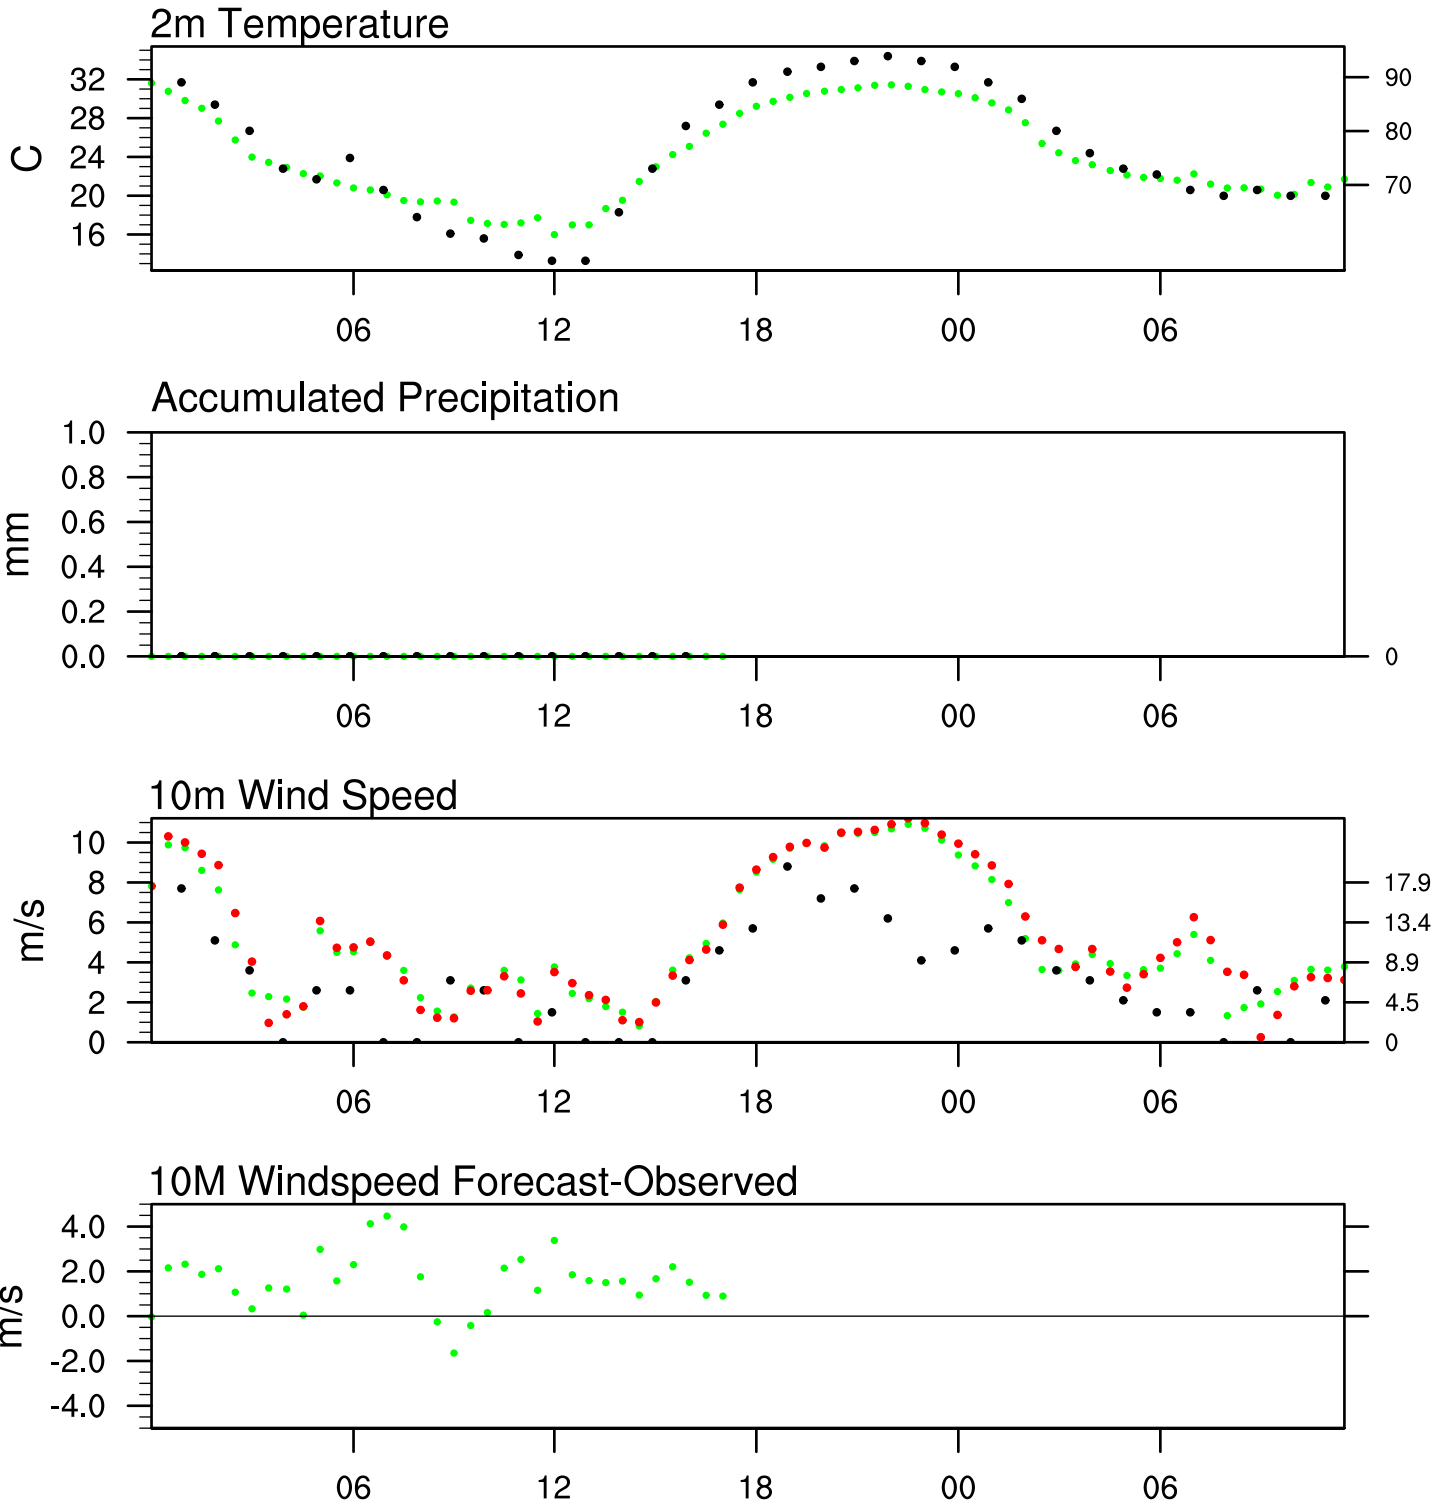 2m Temperature
32
28
24
20
16
C
90
80
70
06 12 18 00 06
Accumulated Precipitation
1.0
0.8
0.6
0.4
0.2
0.0
mm
0
06 12 18 00 06
10m Wind Speed
10
8
6
4
2
0
m/s
17.9
13.4
8.9
4.5
0
06 12 18 00 06
10M Windspeed Forecast-Observed
4.0
2.0
0.0
-2.0
-4.0
m/s
06 12 18 00 06